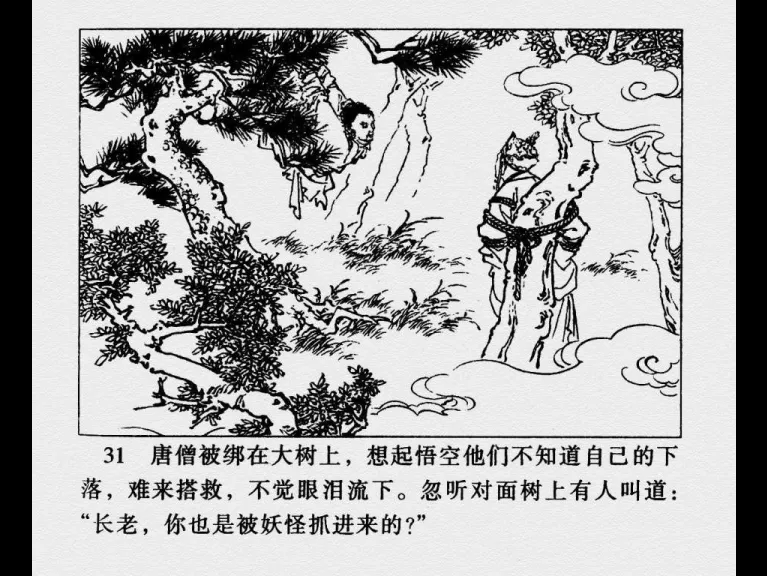 31 唐僧被绑在大树上，想起悟空他们不知道自己的下
落，难来搭救，不觉眼泪流下。忽听对面树上有人叫道：
“长老，你也是被妖怪抓进来的？”